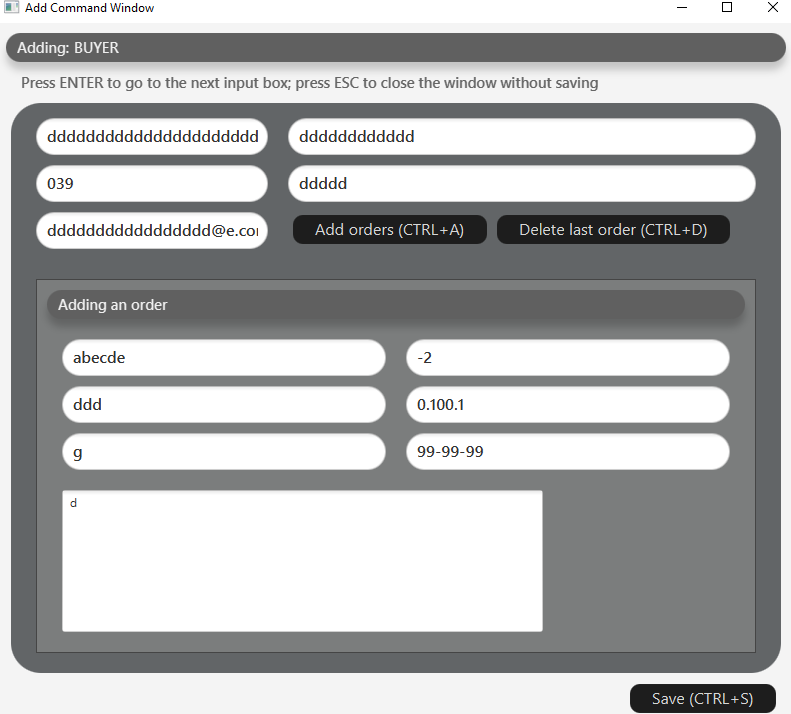 Add Command Window
Adding: BUYER
Press ENTER to go to the next input box; press ESC to close the window without saving
dddddddddddddddddddddd dddddddddddd
039 ddddd
ddddddddddddddddd@e.co Add orders (CTRL+A) Delete last order (CTRL+D)
Adding an order
abecde -2
ddd 0.100.1
g 99-99-99
d
Save (CTRL+S)